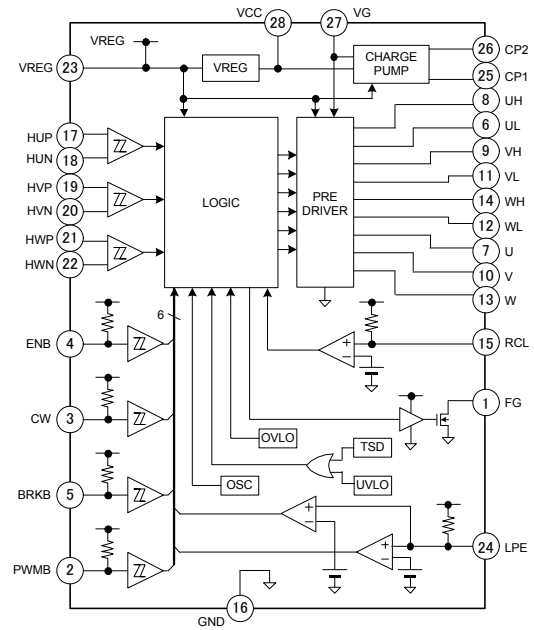 VCC
VG
28
27
VREG
VREG
23
VREG
CHARGE
PUMP
26 CP2
25 CP1
8 UH
6 UL
9 VH
11 VL
14 WH
12 WL
7 U
10 V
13 W
HUP 17
HUN 18
HVP 19
HVN 20
HWP 21
HWN 22
LOGIC
PRE
DRIVER
6
ENB 4
+
-
15 RCL
CW 3
1 FG
OVLO
TSD
BRKB 5
OSC
UVLO
+
-
+
-
24 LPE
PWMB 2
GND 16